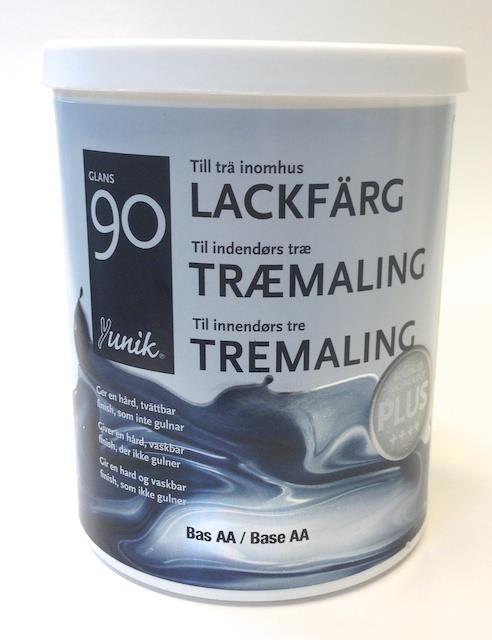 GLANS
90
Yunik®
Till trä inomhus
LACKFÄRG
Til indendørs træ
TRÆMALING
Til innendørs tre
TREMALING
PLUS
Ger en hård, tvättbar
finish, som inte gulnar
Giver en hård, vaskbar
finish, der ikke gulner
Gir en hard og vaskbar
finish, som ikke gulner
Bas AA / Base AA